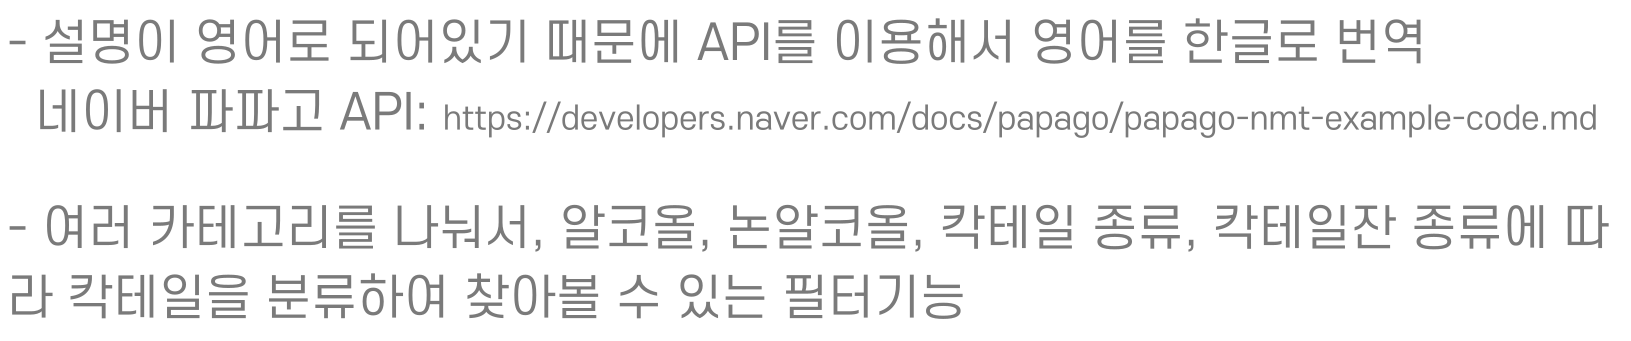 - 설명이 영어로 되어있기 때문에 API를 이용해서 영어를 한글로 번역
네이버 파파고 API: https://developers.naver.com/docs/papago/papago-nmt-example-code.md
- 여러 카테고리를 나눠서, 알코올, 논알코올, 칵테일 종류, 칵테일잔 종류에 따
라 칵테일을 분류하여 찾아볼 수 있는 필터기능